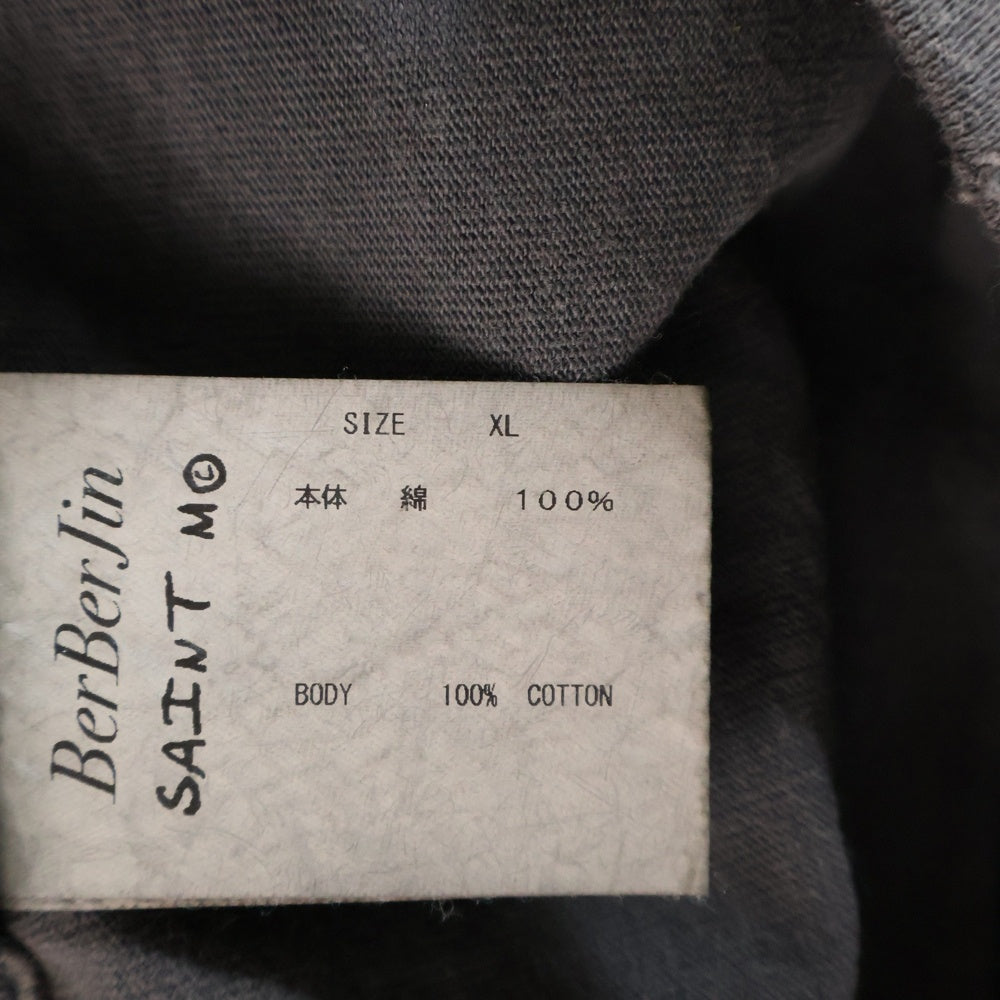 SIZE XL
本体 綿 100%
BODY 100% COTTON
BerBerJin
SAINT M©